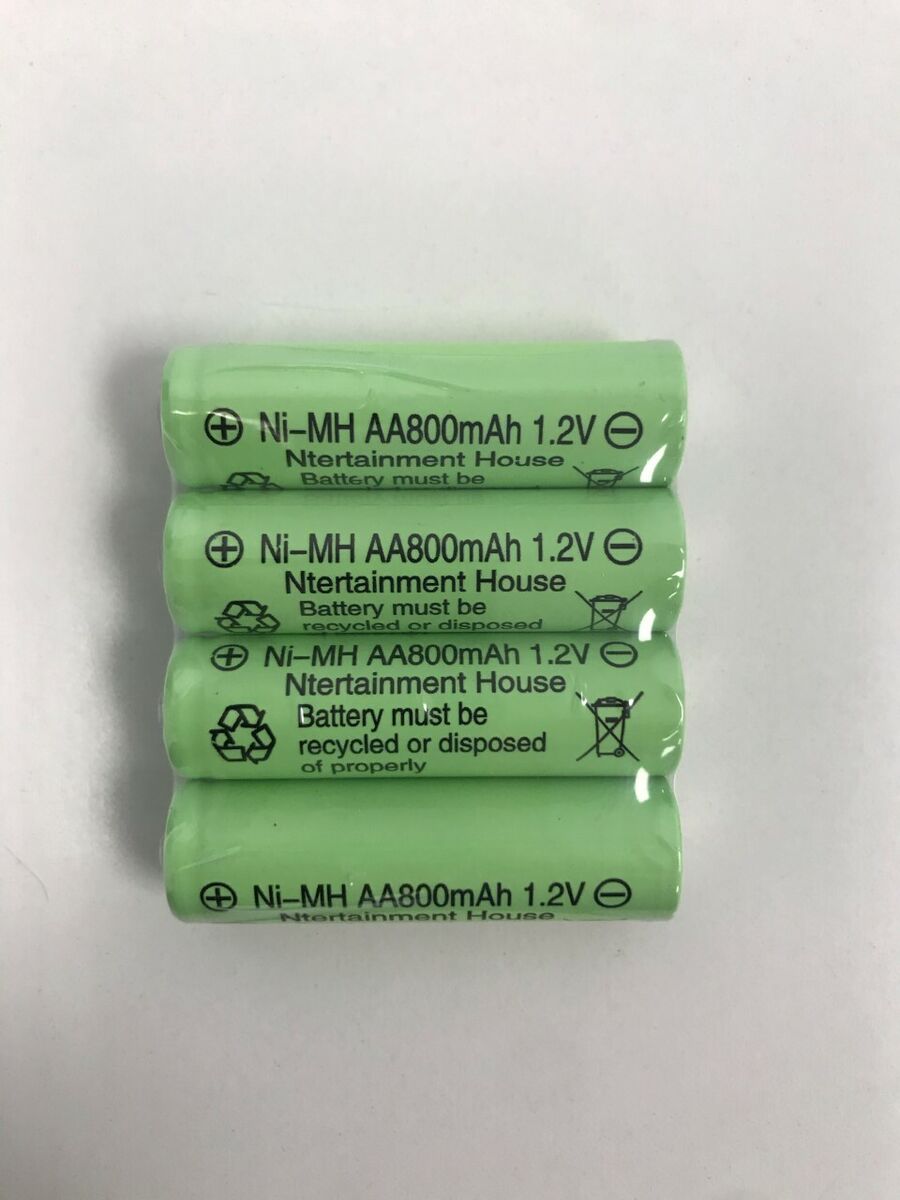 ⊕ Ni-MH AA800mAh 1.2V ⊖
Ntertainment House
Battery must be
⊕ Ni-MH AA800mAh 1.2V ⊖
Ntertainment House
Battery must be
recycled or disposed
⊕ Ni-MH AA800mAh 1.2V ⊖
Ntertainment House
Battery must be
recycled or disposed
of properly
⊕ Ni-MH AA800mAh 1.2V ⊖
Ntertainment House